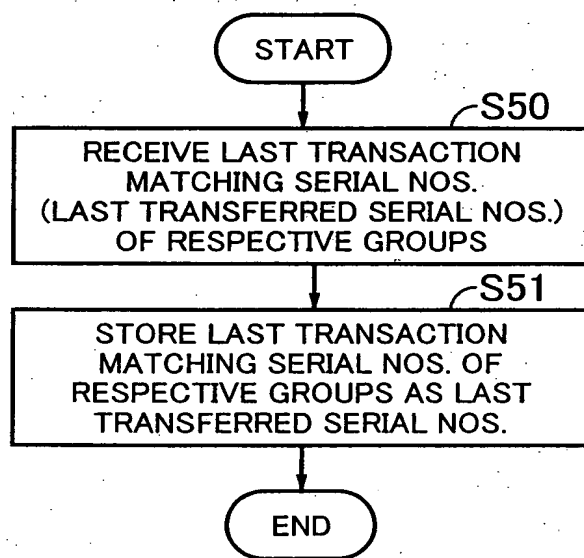 START
S50
RECEIVE LAST TRANSACTION
MATCHING SERIAL NOS.
(LAST TRANSFERRED SERIAL NOS.)
OF RESPECTIVE GROUPS
S51
STORE LAST TRANSACTION
MATCHING SERIAL NOS. OF
RESPECTIVE GROUPS AS LAST
TRANSFERRED SERIAL NOS.
END